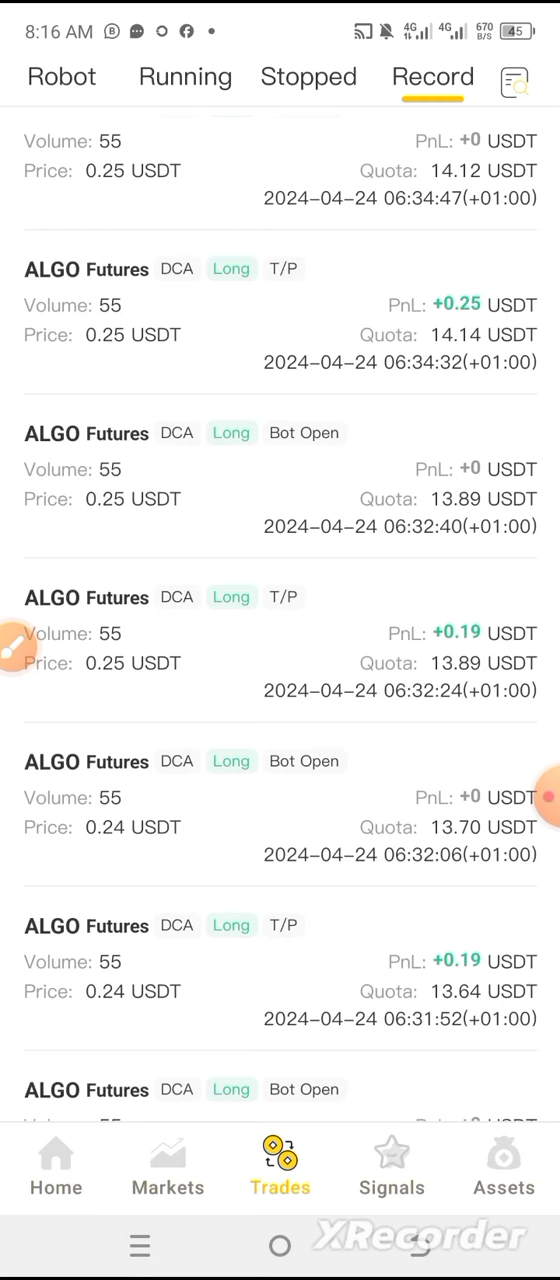 8:16 AM 4G 4G 670 B/S 45
Robot Running Stopped Record
Volume: 55 PnL: +0 USDT
Price: 0.25 USDT Quota: 14.12 USDT
2024-04-24 06:34:47(+01:00)
ALGO Futures DCA Long T/P
Volume: 55 PnL: +0.25 USDT
Price: 0.25 USDT Quota: 14.14 USDT
2024-04-24 06:34:32(+01:00)
ALGO Futures DCA Long Bot Open
Volume: 55 PnL: +0 USDT
Price: 0.25 USDT Quota: 13.89 USDT
2024-04-24 06:32:40(+01:00)
ALGO Futures DCA Long T/P
Volume: 55 PnL: +0.19 USDT
Price: 0.25 USDT Quota: 13.89 USDT
2024-04-24 06:32:24(+01:00)
ALGO Futures DCA Long Bot Open
Volume: 55 PnL: +0 USDT
Price: 0.24 USDT Quota: 13.70 USDT
2024-04-24 06:32:06(+01:00)
ALGO Futures DCA Long T/P
Volume: 55 PnL: +0.19 USDT
Price: 0.24 USDT Quota: 13.64 USDT
2024-04-24 06:31:52(+01:00)
ALGO Futures DCA Long Bot Open
Home Markets Trades Signals Assets
XRecorder